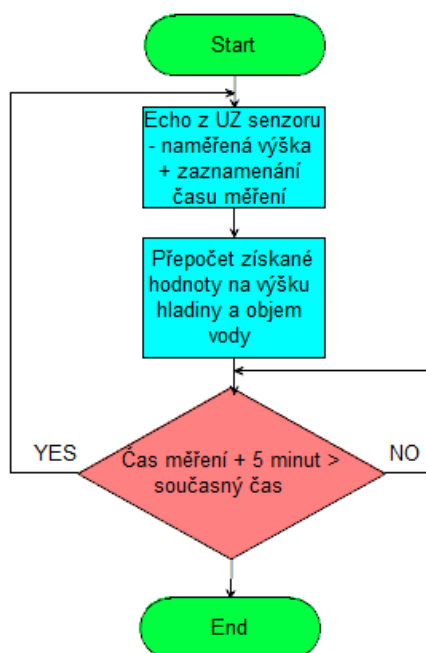 Start
Echo z UZ senzoru
- naměřená výška
+ zaznamenání
času měření
Přepočet získané
hodnoty na výšku
hladiny a objem
vody
YES
Čas měření + 5 minut >
současný čas
NO
End